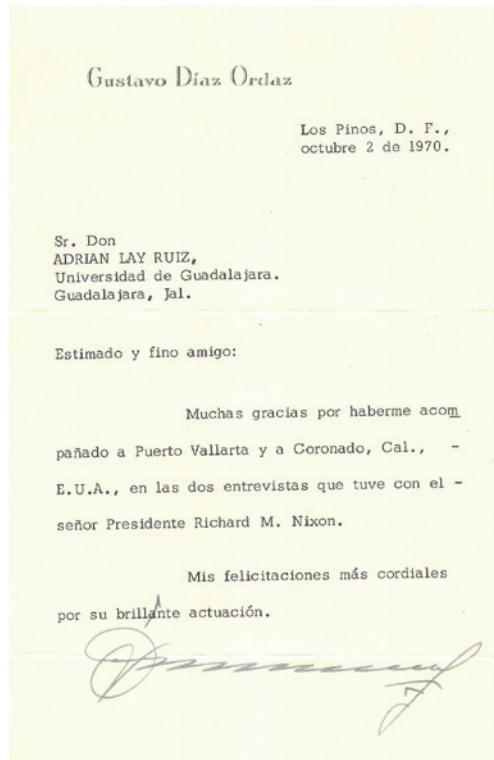 Gustavo Díaz Ordaz
Los Pinos, D. F.,
octubre 2 de 1970.
Sr. Don
ADRIAN LAY RUIZ,
Universidad de Guadalajara.
Guadalajara, Jal.
Estimado y fino amigo:
Muchas gracias por haberme acom
pañado a Puerto Vallarta y a Coronado, Cal., -
E.U.A., en las dos entrevistas que tuve con el -
señor Presidente Richard M. Nixon.
Mis felicitaciones más cordiales
por su brillante actuación.